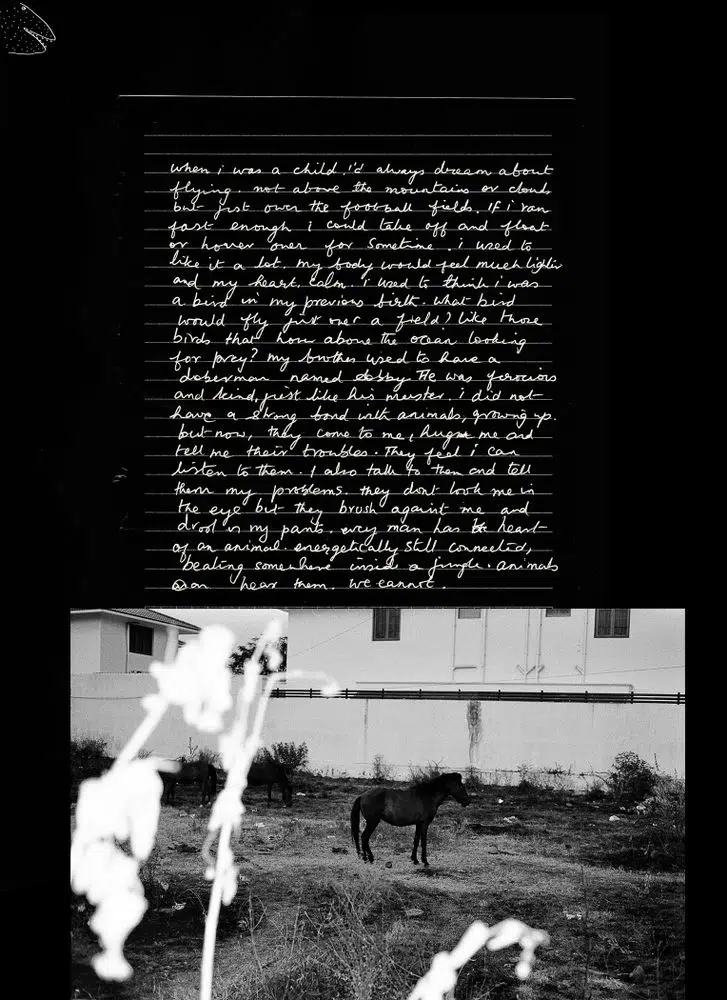 when i was a child. i'd always dream about
flying. not above the mountains or clouds
but just over the football fields. If i ran
fast enough i could take off and float
or hover over for sometime. i used to
like it a lot. my body would feel much lighter
and my heart, calm. i used to think i was
a bird in my previous birth. what bird
would fly just over a field? like those
birds that hover above the ocean looking
for prey? my brother used to have a
doberman named He was ferocious
and kind, just like his master. i did not
have a strong bond with animals, growing up.
but now, they come to me, hug me and
tell me their troubles. They feel i can
listen to them. I also talk to them and tell
them my problems. they dont look me in
the eye but they brush against me and
drool on my pants. every man has the heart
of an animal. energetically still connected,
beating somewhere inside a jungle. animals
can hear them. we cannot.